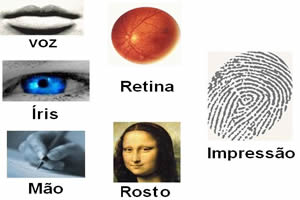 voz
Retina
Íris
Impressão
Mão
Rosto